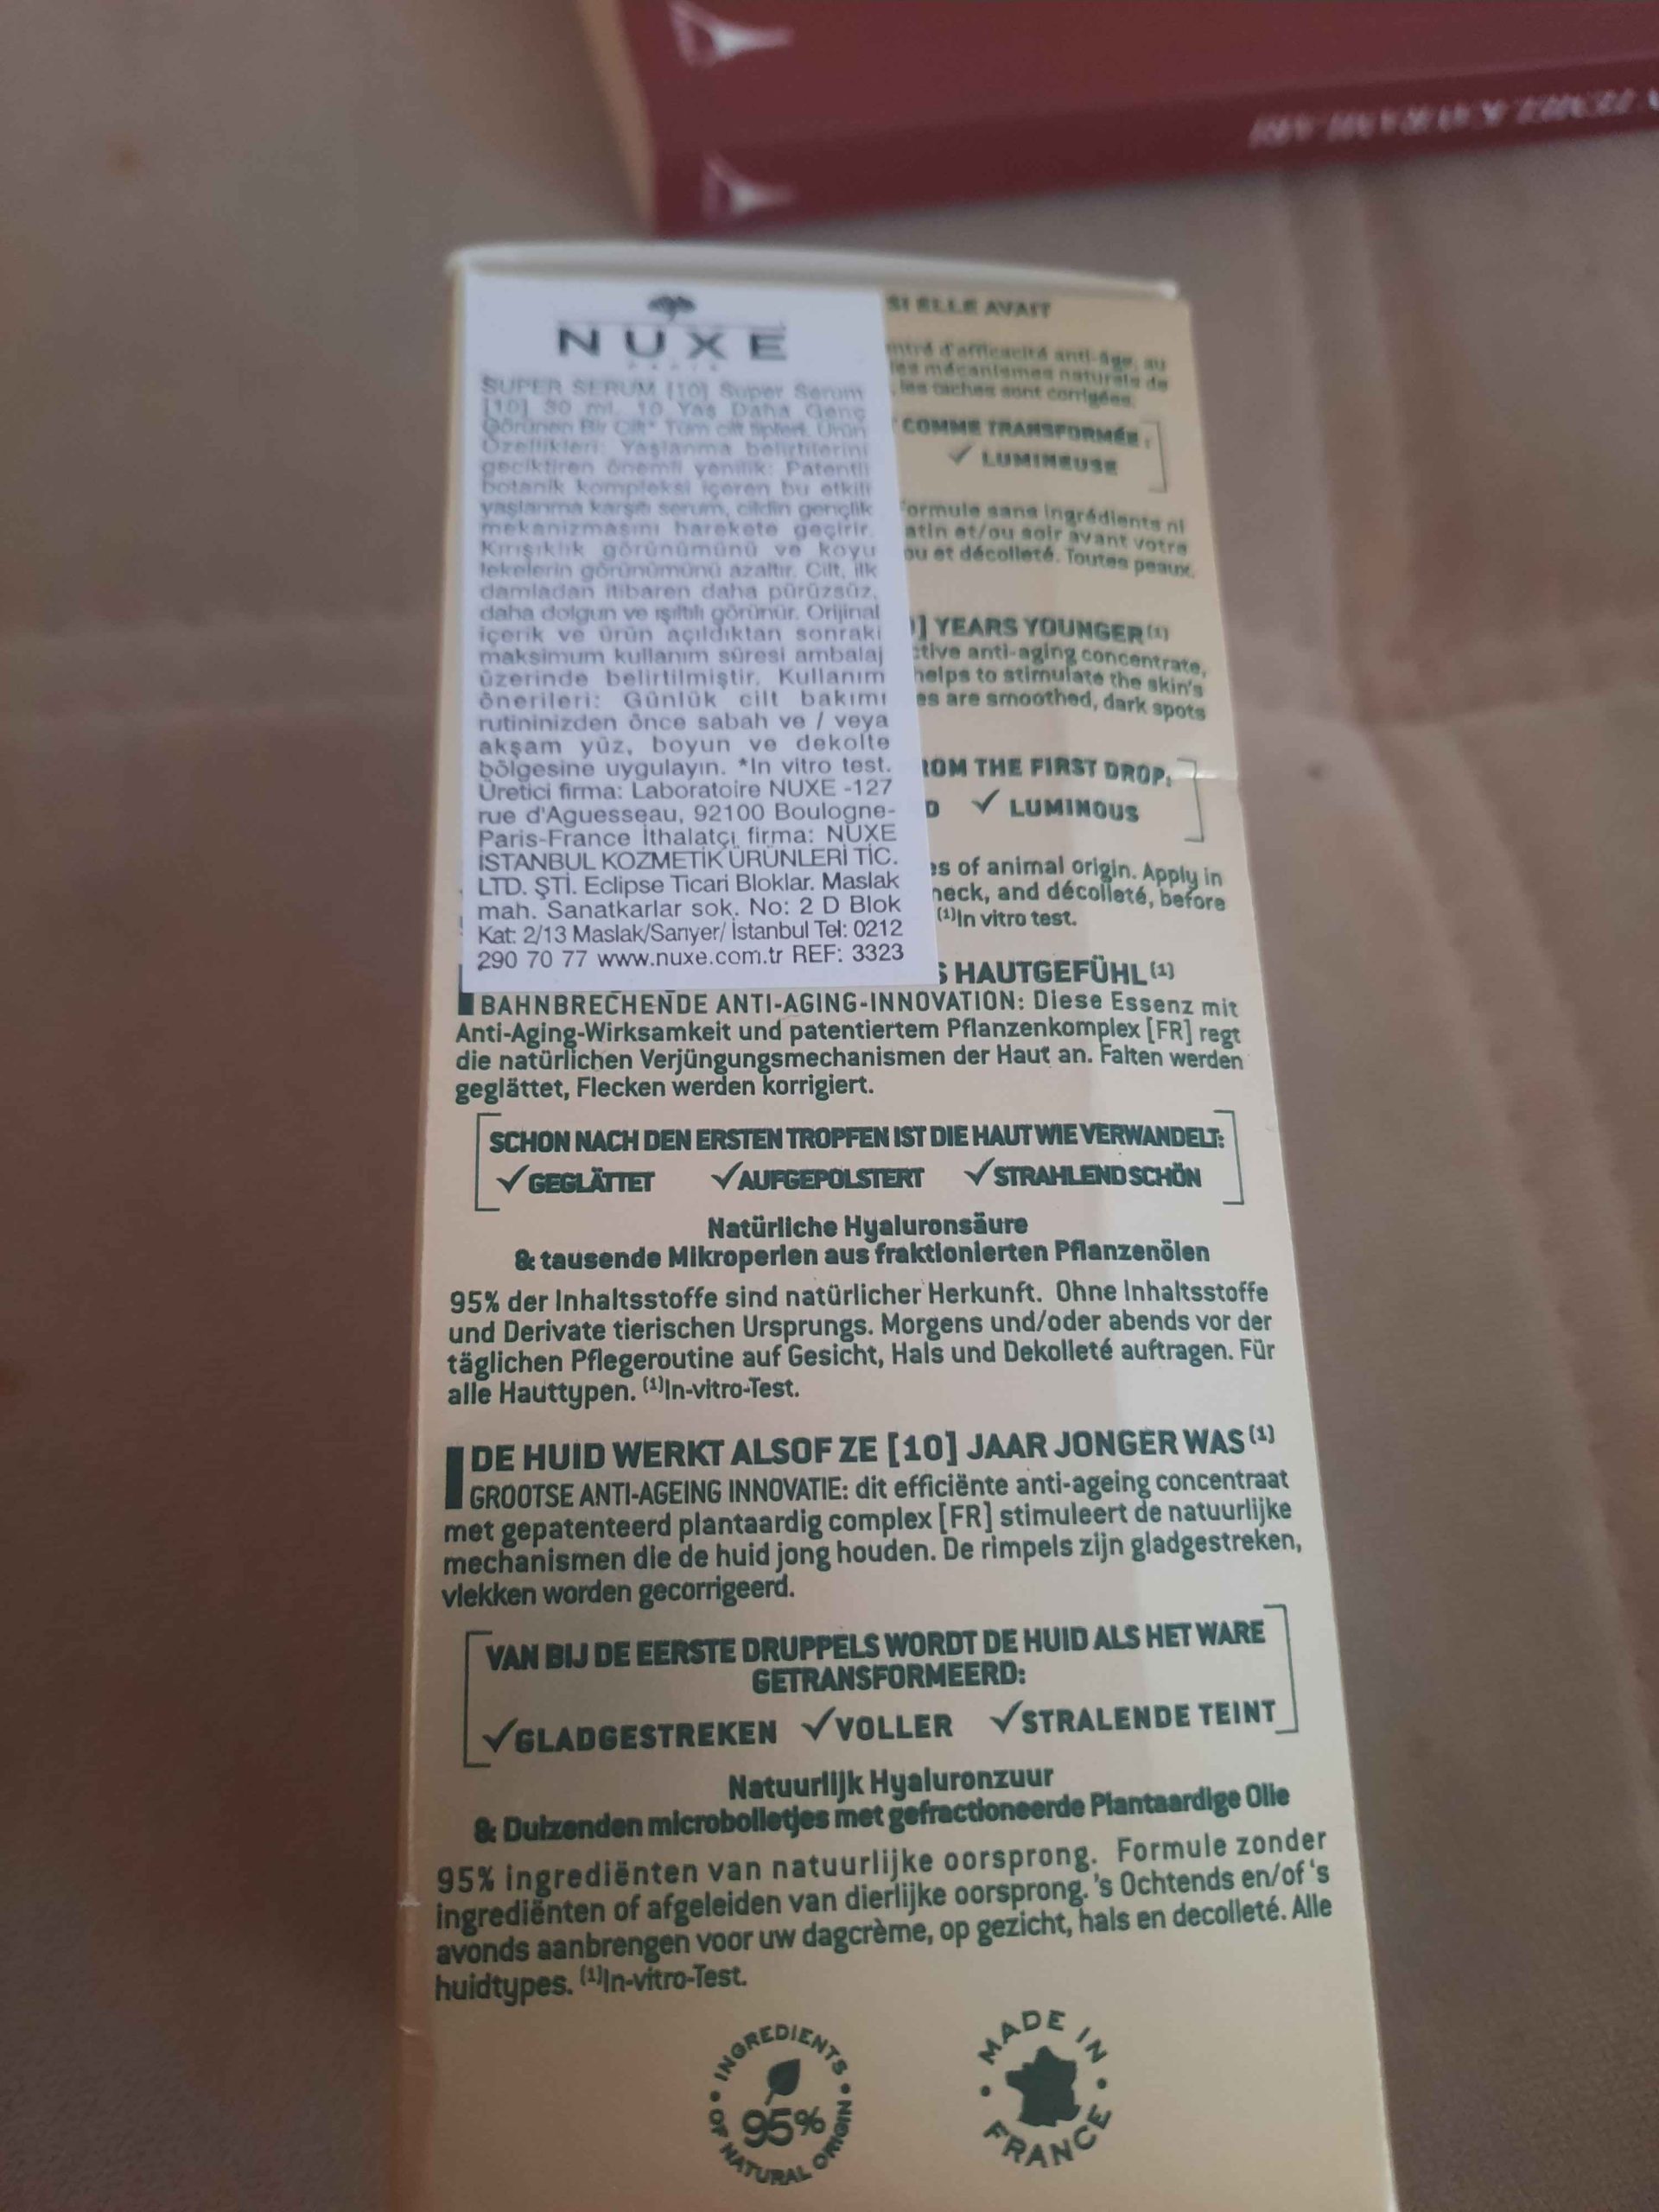 NUXE
PARIS
SUPER SERUM [10] Super Serum
[10] 30 ml. 10 Yaş Daha Genç
Görünen Bir Cilt* Tüm cilt tipleri. Ürün
Özellikleri: Yaşlanma belirtilerini
geciktiren önemli yenilik: Patentli
botanik kompleksi içeren bu etkili
yaşlanma karşıtı serum, cildin gençlik
mekanizmasını harekete geçirir.
Kırışıklık görünümünü ve koyu
lekelerin görünümünü azaltır. Cilt, ilk
damladan itibaren daha pürüzsüz,
daha dolgun ve ışıltılı görünür. Orijinal
içerik ve ürün açıldıktan sonraki
maksimum kullanım süresi ambalaj
üzerinde belirtilmiştir. Kullanım
önerileri: Günlük cilt bakımı
rutininizden önce sabah ve / veya
akşam yüz, boyun ve dekolte
bölgesine uygulayın. *In vitro test.
Üretici firma: Laboratoire NUXE -127
rue d'Aguesseau, 92100 Boulogne-
Paris-France İthalatçı firma: NUXE
İSTANBUL KOZMETİK ÜRÜNLERİ TİC.
LTD. ŞTİ. Eclipse Ticari Bloklar. Maslak
mah. Sanatkarlar sok. No: 2 D Blok
Kat: 2/13 Maslak/Sarıyer/ İstanbul Tel: 0212
290 70 77 www.nuxe.com.tr REF: 3323
SI ELLE AVAIT
d'efficacité anti-âge, au
mécanismes naturels de
les taches sont corrigées.
COMME TRANSFORMÉE :
✓ LUMINEUSE
formule sans ingrédients ni
et/ou soir avant votre
et décolleté. Toutes peaux.
] YEARS YOUNGER (1)
anti-aging concentrate,
helps to stimulate the skin's
are smoothed, dark spots
THE FIRST DROP,
✓ LUMINOUS
of animal origin. Apply in
neck, and décolleté, before
(1)In vitro test.
HAUTGEFÜHL (1)
BAHNBRECHENDE ANTI-AGING-INNOVATION: Diese Essenz mit
Anti-Aging-Wirksamkeit und patentiertem Pflanzenkomplex [FR] regt
die natürlichen Verjüngungsmechanismen der Haut an. Falten werden
geglättet, Flecken werden korrigiert.
SCHON NACH DEN ERSTEN TROPFEN IST DIE HAUT WIE VERWANDELT:
✓GEGLÄTTET ✓AUFGEPOLSTERT ✓STRAHLEND SCHÖN
Natürliche Hyaluronsäure
& tausende Mikroperlen aus fraktionierten Pflanzenölen
95% der Inhaltsstoffe sind natürlicher Herkunft. Ohne Inhaltsstoffe
und Derivate tierischen Ursprungs. Morgens und/oder abends vor der
täglichen Pflegeroutine auf Gesicht, Hals und Dekolleté auftragen. Für
alle Hauttypen. (1)In-vitro-Test.
DE HUID WERKT ALSOF ZE [10] JAAR JONGER WAS (1)
GROOTSE ANTI-AGEING INNOVATIE: dit efficiënte anti-ageing concentraat
met gepatenteerd plantaardig complex [FR] stimuleert de natuurlijke
mechanismen die de huid jong houden. De rimpels zijn gladgestreken,
vlekken worden gecorrigeerd.
VAN BIJ DE EERSTE DRUPPELS WORDT DE HUID ALS HET WARE
GETRANSFORMEERD:
✓GLADGESTREKEN ✓VOLLER ✓STRALENDE TEINT
Natuurlijk Hyaluronzuur
& Duizenden microbolletjes met gefractioneerde Plantaardige Olie
95% ingrediënten van natuurlijke oorsprong. Formule zonder
ingrediënten of afgeleiden van dierlijke oorsprong. 's Ochtends en/of 's
avonds aanbrengen voor uw dagcrème, op gezicht, hals en decolleté. Alle
huidtypes. (1)In-vitro-Test.
INGREDIENTS OF NATURAL ORIGIN
95%
MADE IN
FRANCE